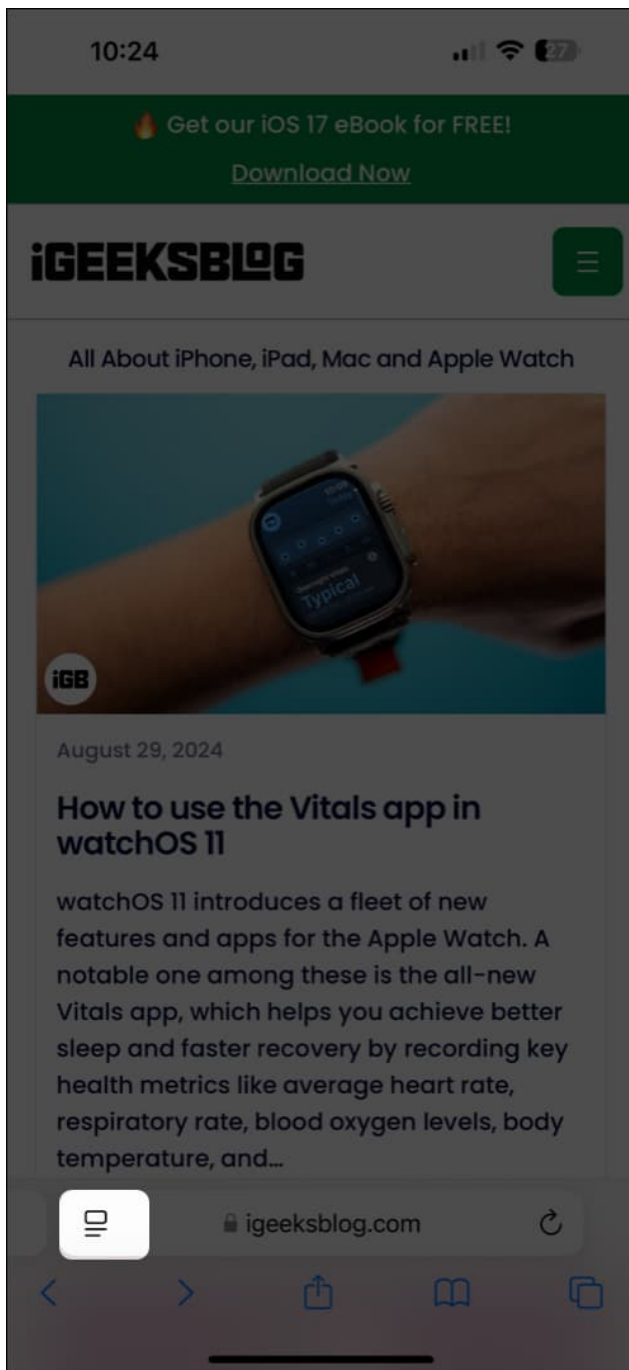 10:24
27
🔥 Get our iOS 17 eBook for FREE!
Download Now
iGEEKSBLOG
All About iPhone, iPad, Mac and Apple Watch
Typical
iGB
August 29, 2024
How to use the Vitals app in
watchOS 11
watchOS 11 introduces a fleet of new
features and apps for the Apple Watch. A
notable one among these is the all-new
Vitals app, which helps you achieve better
sleep and faster recovery by recording key
health metrics like average heart rate,
respiratory rate, blood oxygen levels, body
temperature, and...
igeeksblog.com